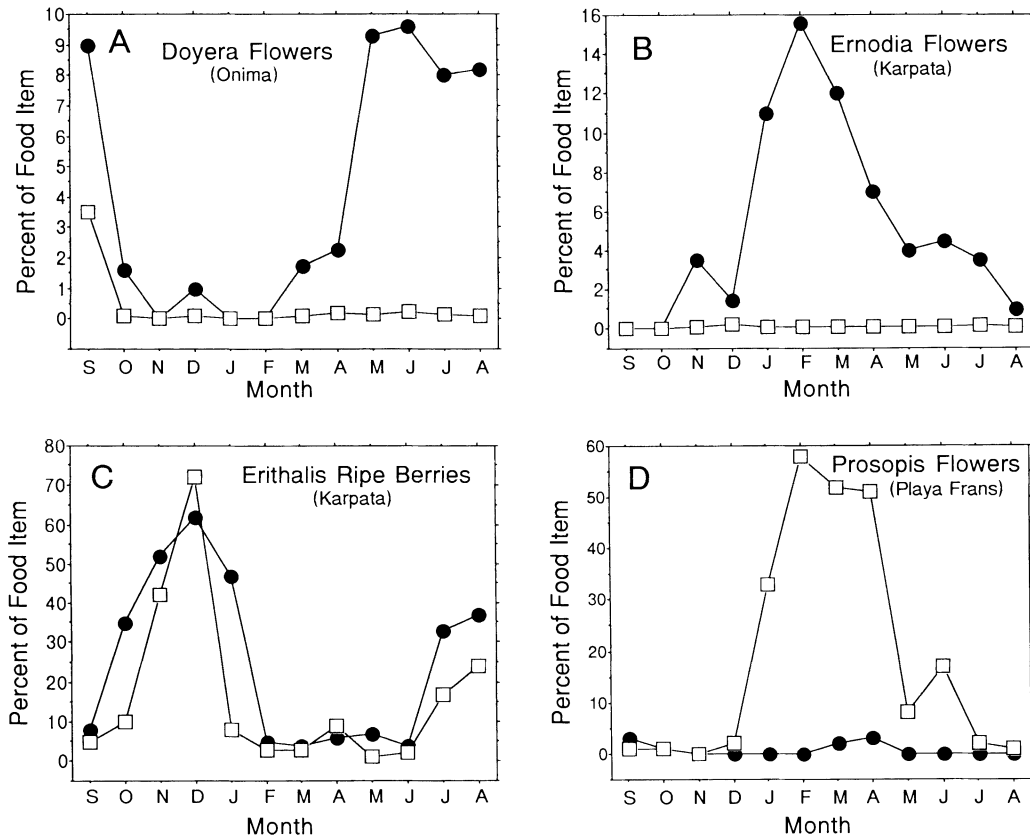 A
Doyera Flowers
(Onima)
Percent of Food Item
10
9
8
7
6
5
4
3
2
1
0
S O N D J F M A M J J A
Month
B
Ernodia Flowers
(Karpata)
Percent of Food Item
16
14
12
10
8
6
4
2
0
S O N D J F M A M J J A
Month
C
Erithalis Ripe Berries
(Karpata)
Percent of Food Item
80
70
60
50
40
30
20
10
0
S O N D J F M A M J J A
Month
D
Prosopis Flowers
(Playa Frans)
Percent of Food Item
60
50
40
30
20
10
0
S O N D J F M A M J J A
Month